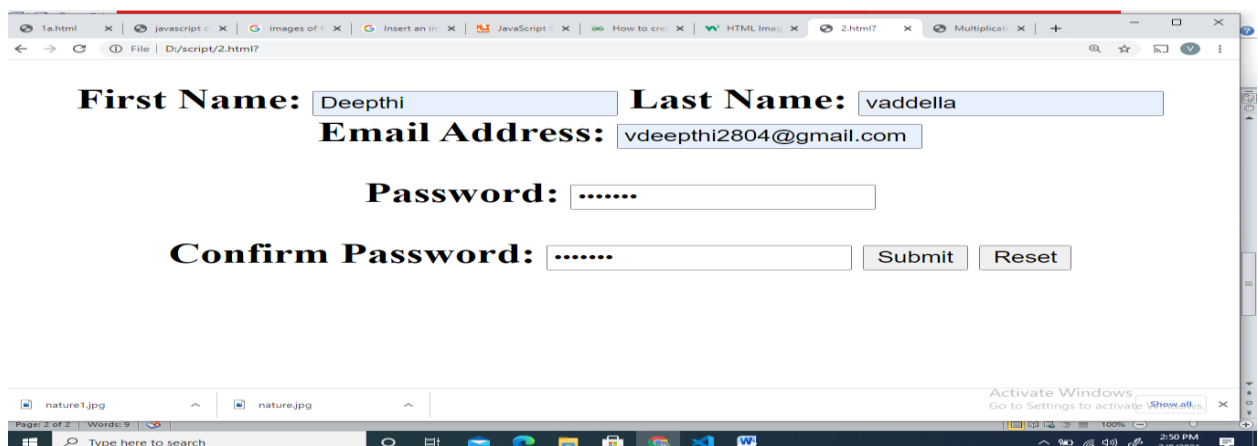 1a.html javascript c G images of G Insert an im JavaScript C How to cre HTML Imag 2.html? Multiplicati
File | D:/script/2.html? V
First Name: Deepthi Last Name: vaddella
Email Address: vdeepthi2804@gmail.com
Password: •••••••
Confirm Password: ••••••• Submit Reset
Activate Windows
nature1.jpg nature.jpg Go to Settings to activate Show all
Page: 2 of 2 Words: 9 100%
Type here to search 2:50 PM